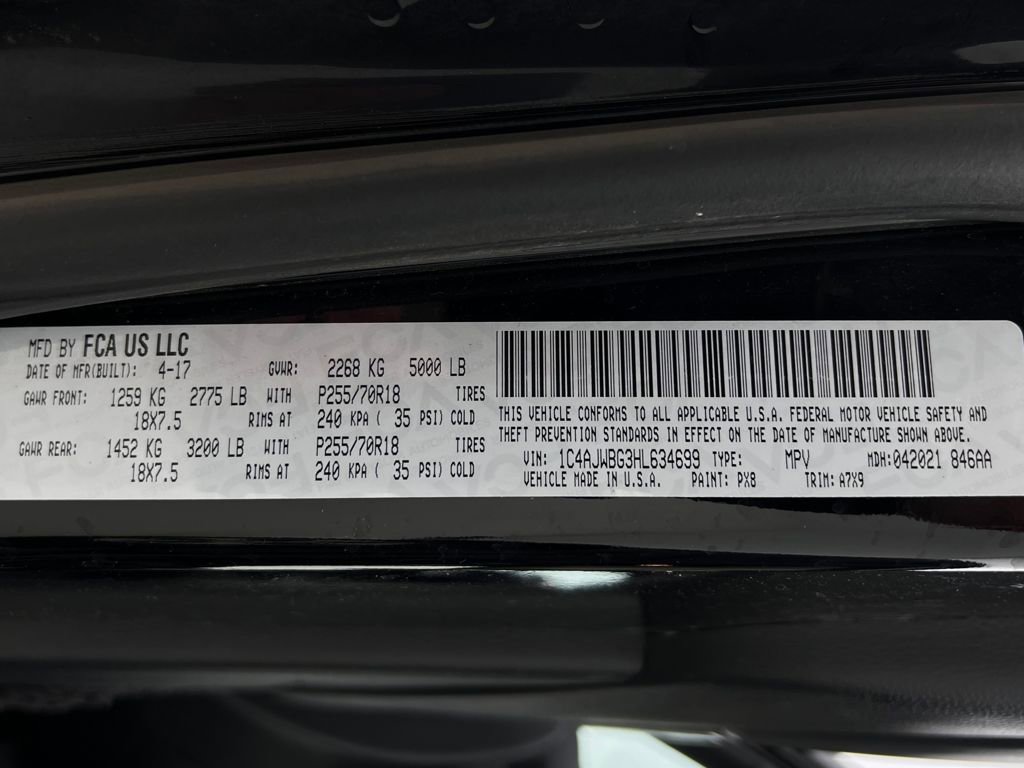 MFD BY FCA US LLC
DATE OF MFR(BUILT): 4-17 GVWR: 2268 KG 5000 LB
GAWR FRONT: 1259 KG 2775 LB WITH P255/70R18 TIRES
18X7.5 RIMS AT 240 KPA ( 35 PSI) COLD
GAWR REAR: 1452 KG 3200 LB WITH P255/70R18 TIRES
18X7.5 RIMS AT 240 KPA ( 35 PSI) COLD
THIS VEHICLE CONFORMS TO ALL APPLICABLE U.S.A. FEDERAL MOTOR VEHICLE SAFETY AND
THEFT PREVENTION STANDARDS IN EFFECT ON THE DATE OF MANUFACTURE SHOWN ABOVE.
VIN: 1C4AJWBG3HL634699 TYPE: MPV MDH:042021 846AA
VEHICLE MADE IN U.S.A. PAINT: PX8 TRIM: A7X9